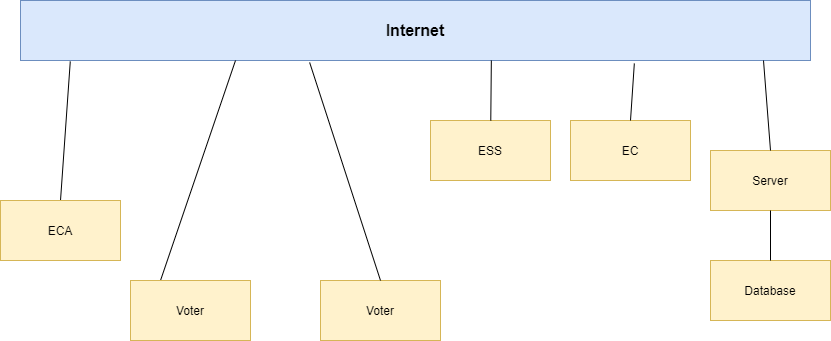 Internet
ESS
EC
Server
ECA
Database
Voter
Voter